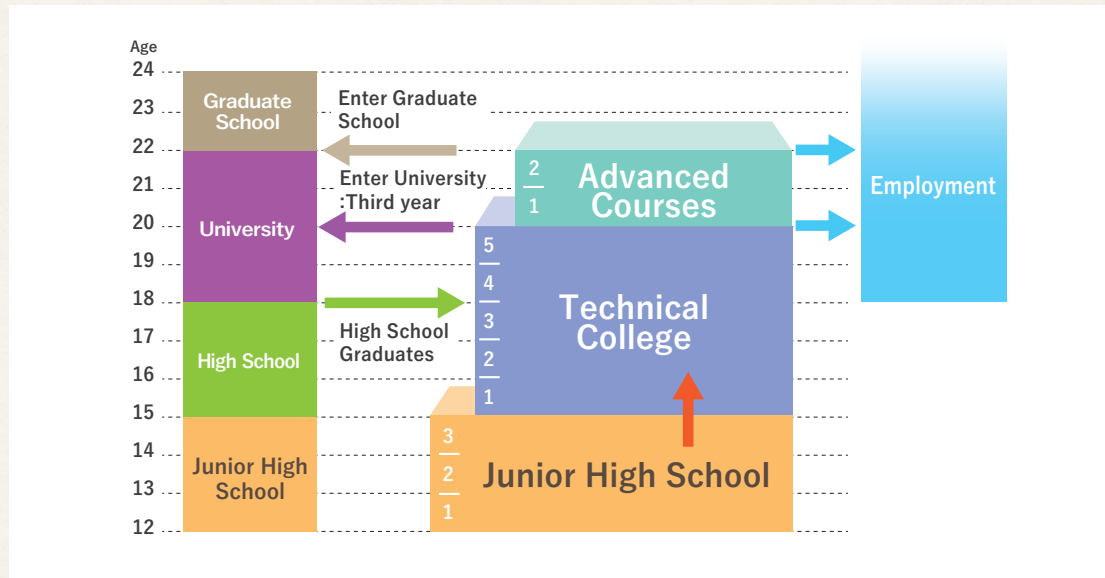 Age
24
23
22
21
20
19
18
17
16
15
14
13
12
Graduate
School
University
High School
Junior High
School
Enter Graduate
School
Enter University
:Third year
High School
Graduates
2
1
Advanced
Courses
5
4
3
2
1
Technical
College
3
2
1
Junior High School
Employment